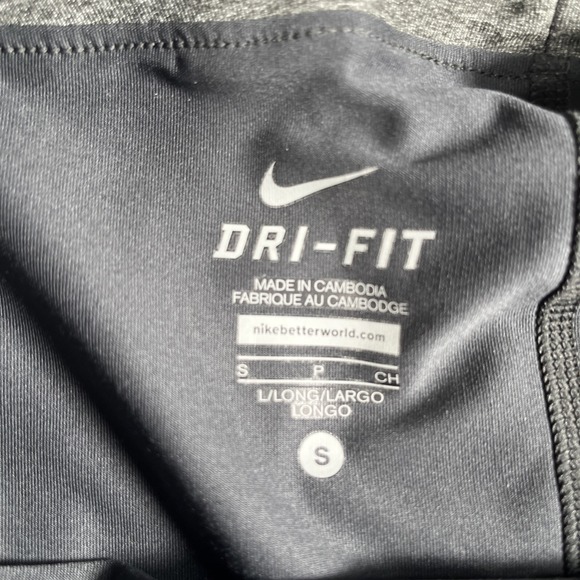 DRI-FIT
MADE IN CAMBODIA
FABRIQUE AU CAMBODGE
nikebetterworld.com
S P CH
L/LONG/LARGO
LONGO
S